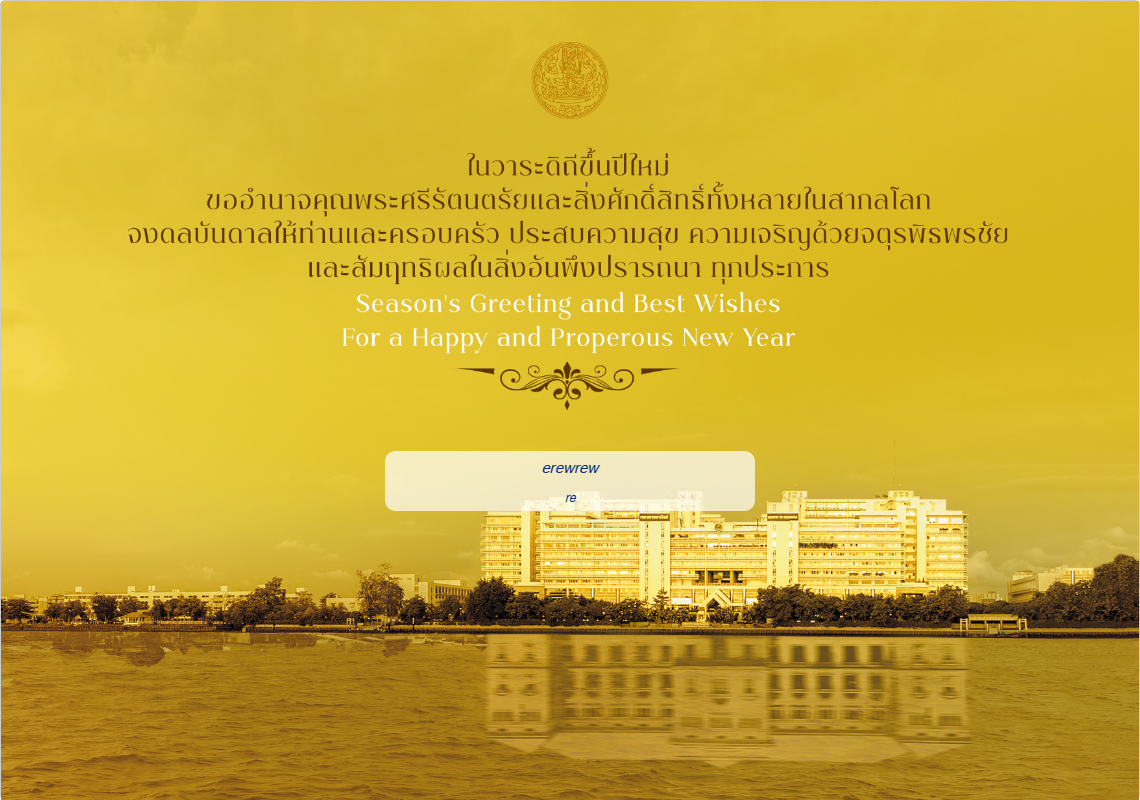 ในวาระดิถีขึ้นปีใหม่
ขออำนาจคุณพระศรีรัตนตรัยและสิ่งศักดิ์สิทธิ์ทั้งหลายในสากลโลก
จงดลบันดาลให้ท่านและครอบครัว ประสบความสุข ความเจริญด้วยจตุรพิธพรชัย
และสัมฤทธิผลในสิ่งอันพึงปรารถนา ทุกประการ
Season's Greeting and Best Wishes
For a Happy and Properous New Year
erewrew
re